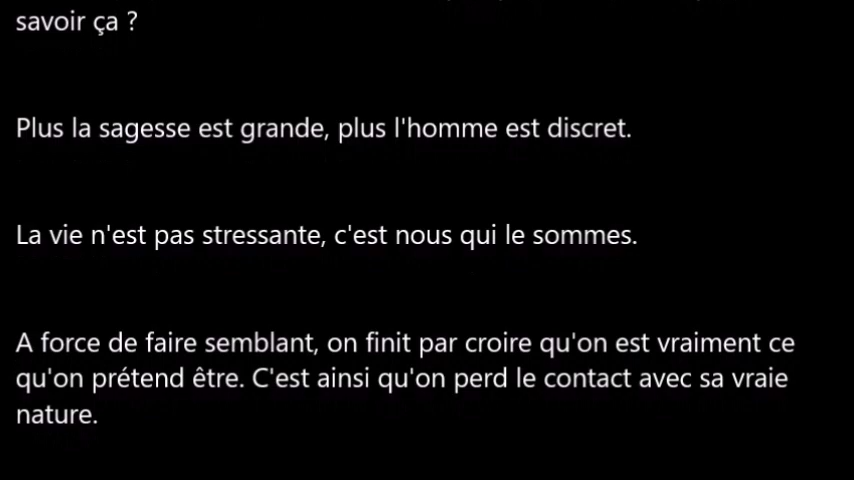 savoir ça ?
Plus la sagesse est grande, plus l'homme est discret.
La vie n'est pas stressante, c'est nous qui le sommes.
A force de faire semblant, on finit par croire qu'on est vraiment ce
qu'on prétend être. C'est ainsi qu'on perd le contact avec sa vraie
nature.